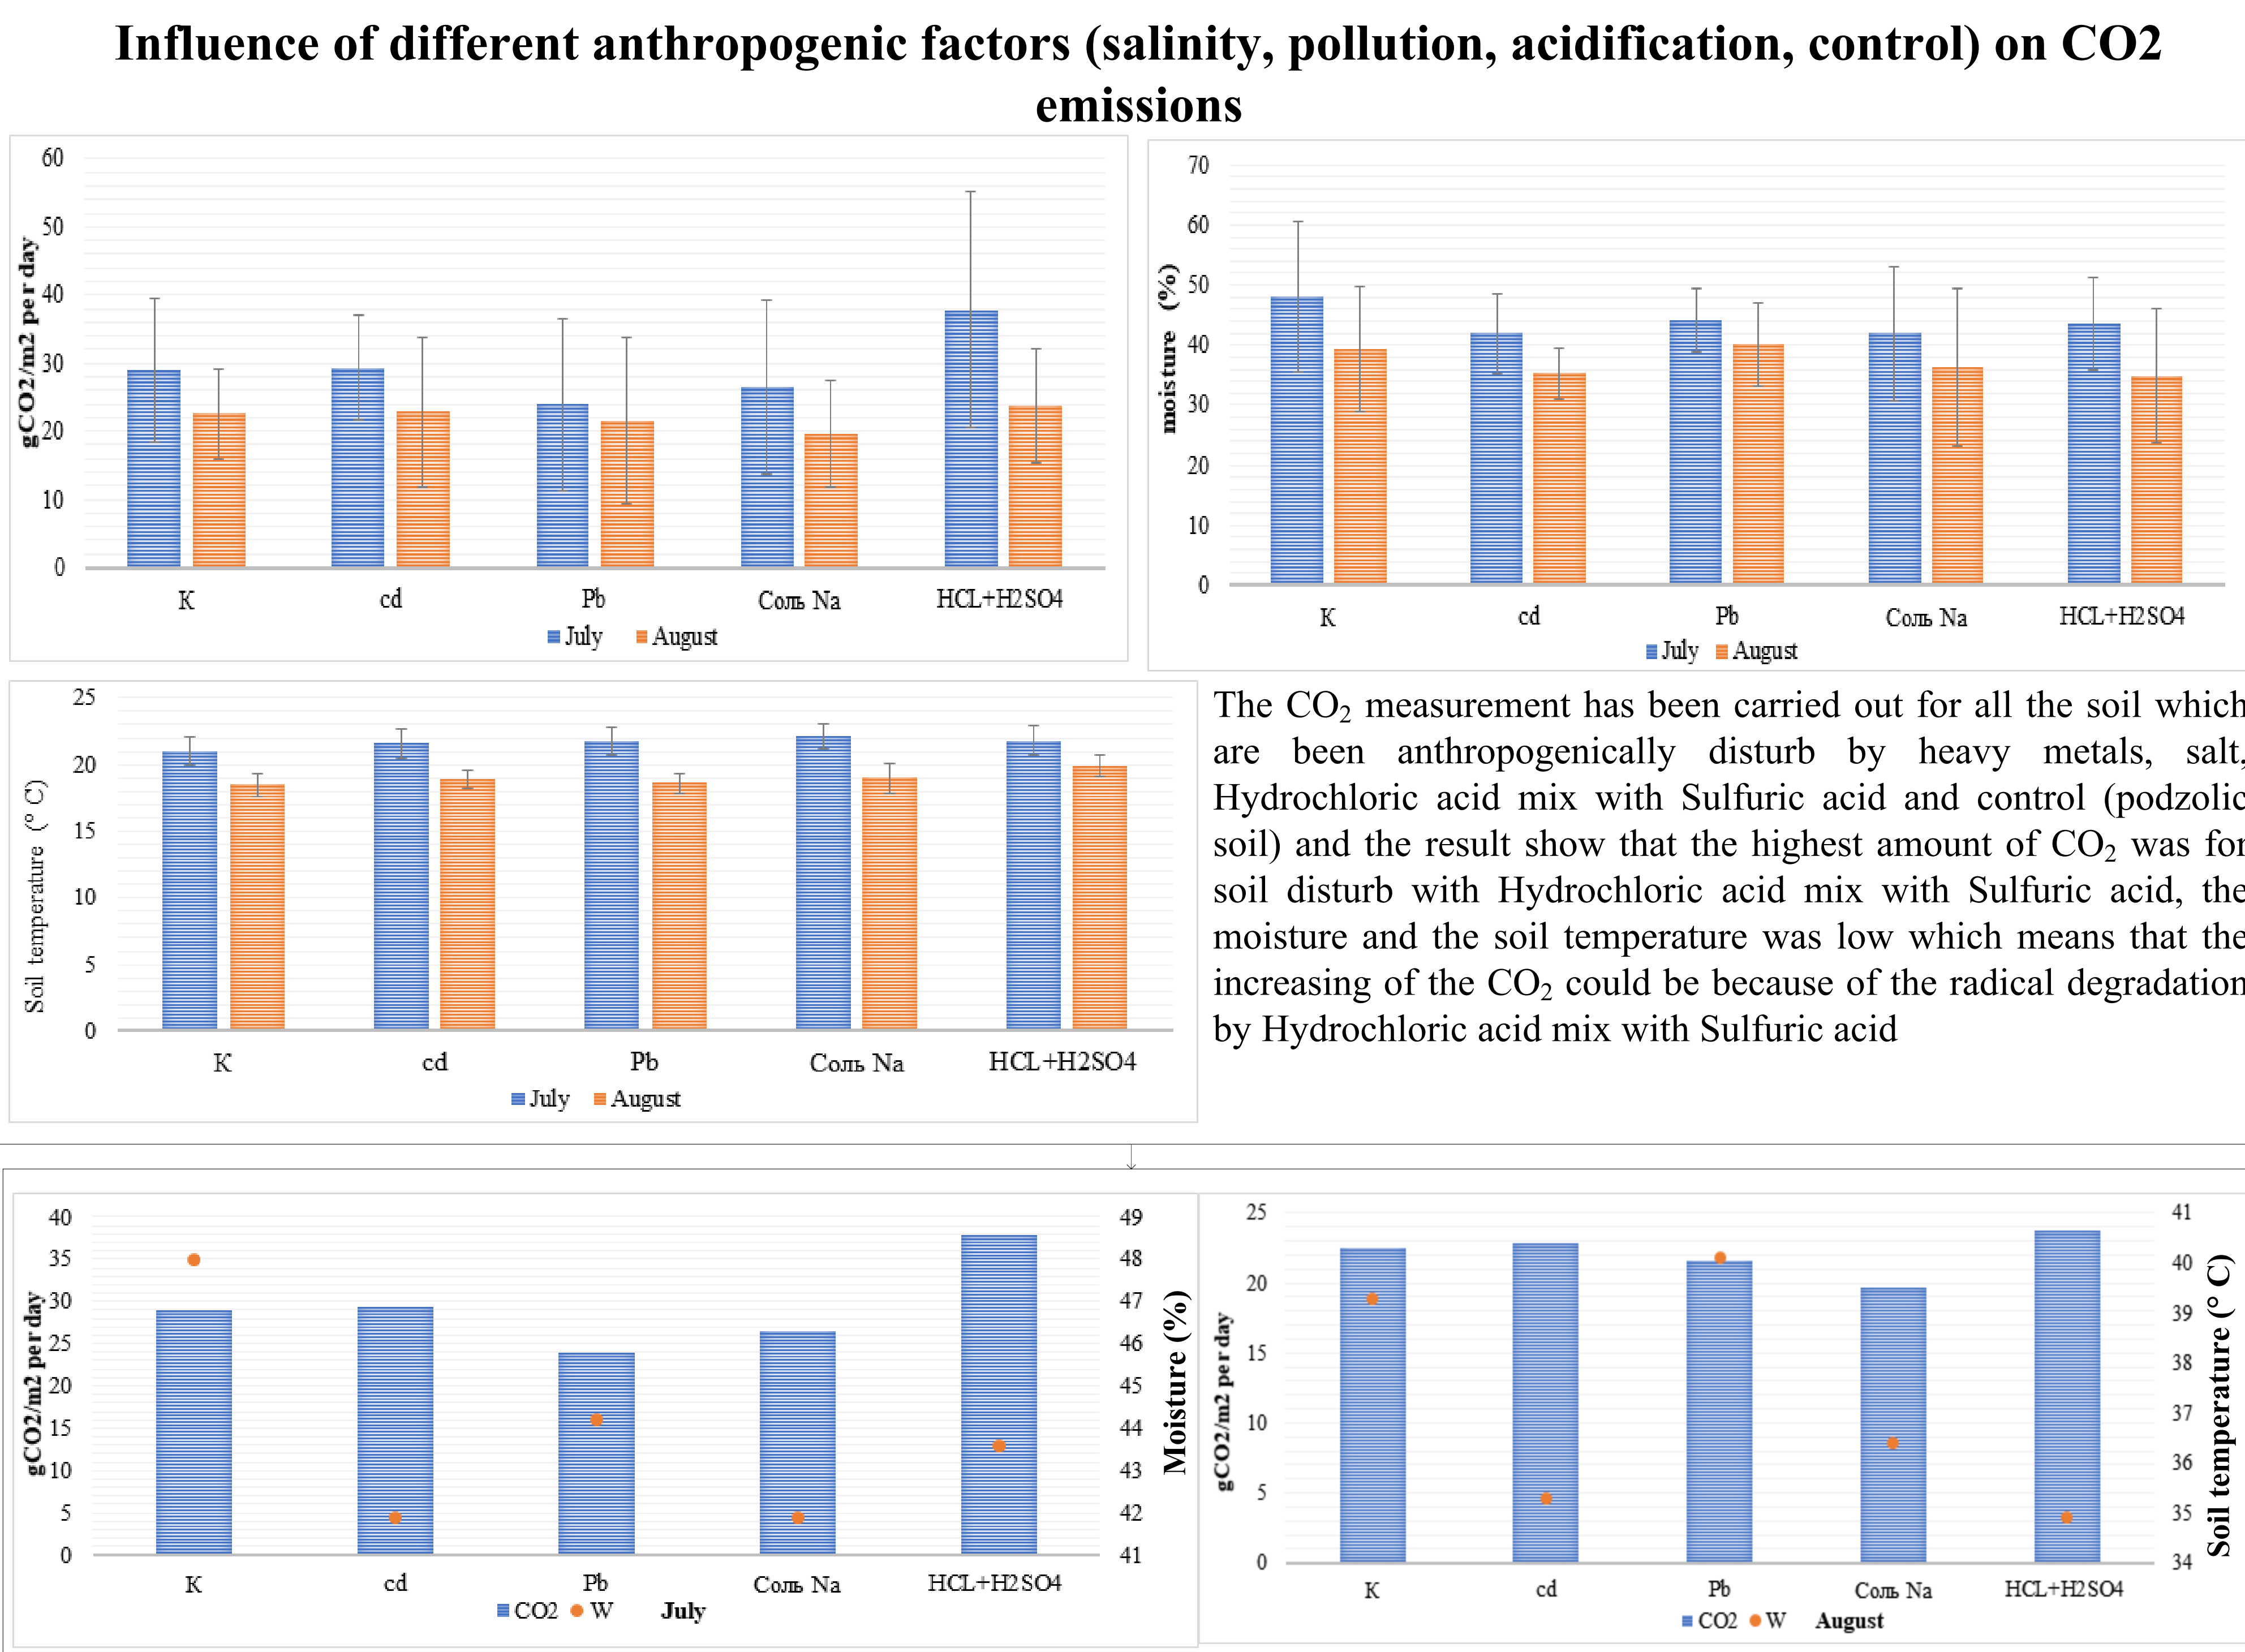 Influence of different anthropogenic factors (salinity, pollution, acidification, control) on CO2
emissions
gCO2/m2 per day
60
50
40
30
20
10
0
К
cd
Pb
Соль Na
HCL+H2SO4
July
August
moisture (%)
70
60
50
40
30
20
10
0
К
cd
Pb
Соль Na
HCL+H2SO4
July
August
Soil temperature (° C)
25
20
15
10
5
0
К
cd
Pb
Соль Na
HCL+H2SO4
July
August
The CO₂ measurement has been carried out for all the soil which
are been anthropogenically disturb by heavy metals, salt,
Hydrochloric acid mix with Sulfuric acid and control (podzolic
soil) and the result show that the highest amount of CO₂ was for
soil disturb with Hydrochloric acid mix with Sulfuric acid, the
moisture and the soil temperature was low which means that the
increasing of the CO₂ could be because of the radical degradation
by Hydrochloric acid mix with Sulfuric acid
gCO2/m2 per day
40
35
30
25
20
15
10
5
0
49
48
47
46
45
44
43
42
41
Moisture (%)
К
cd
Pb
Соль Na
HCL+H2SO4
CO2
W
July
gCO2/m2 per day
25
20
15
10
5
0
41
40
39
38
37
36
35
34
Soil temperature (° C)
К
cd
Pb
Соль Na
HCL+H2SO4
CO2
W
August